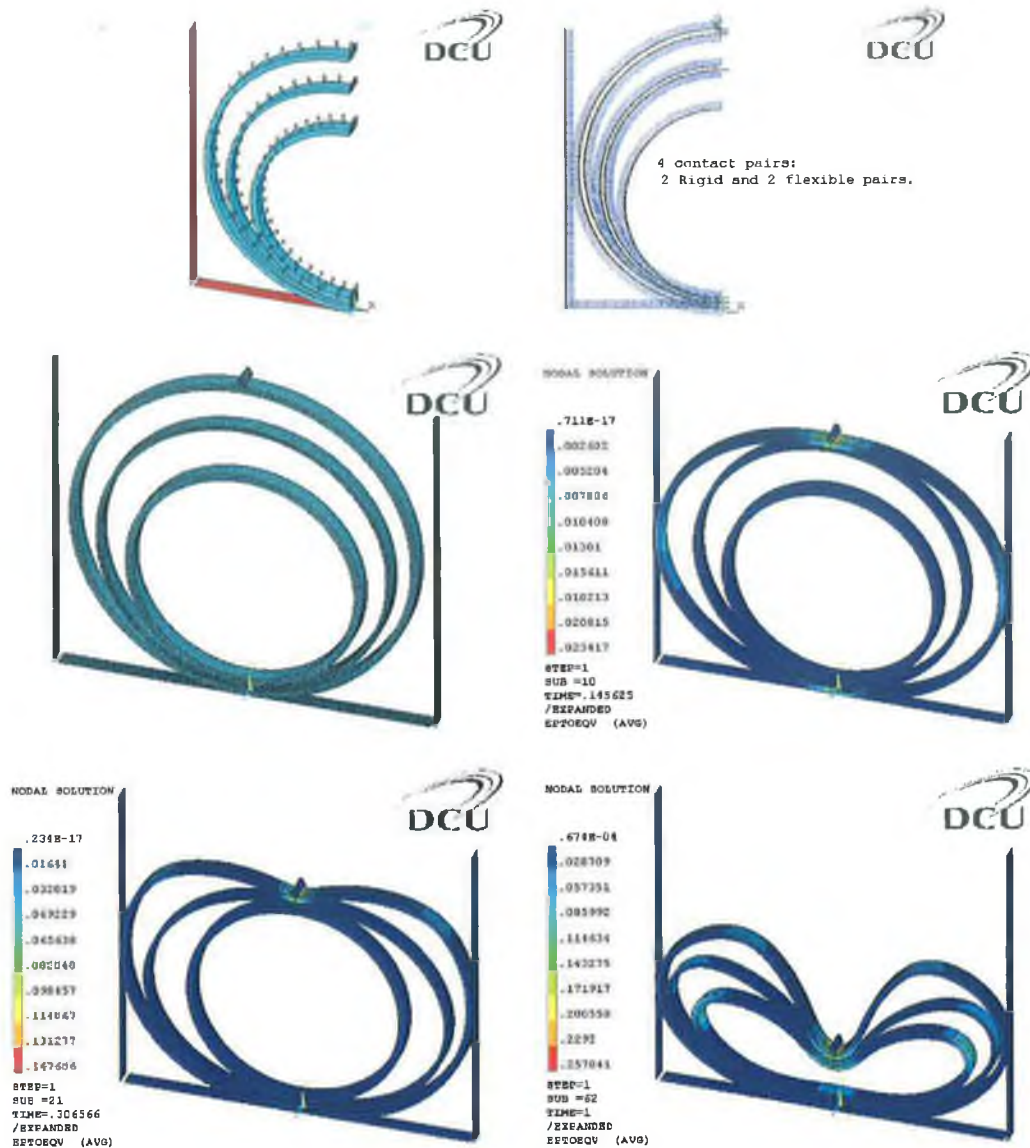 DCU
DCU
4 contact pairs:
2 Rigid and 2 flexible pairs.
DCU
NODAL SOLUTION
DCU
.711E-17
.002602
.005204
.007806
.010408
.01301
.015611
.018213
.020815
.023417
STEP=1
SUB =10
TIME=.145625
/EXPANDED
EPTOEQV (AVG)
NODAL SOLUTION
DCU
.234E-17
.01641
.032819
.049229
.065638
.082048
.098457
.114867
.131277
.147686
STEP=1
SUB =21
TIME=.306566
/EXPANDED
EPTOEQV (AVG)
NODAL SOLUTION
DCU
.674E-04
.028709
.057351
.085992
.114634
.143275
.171917
.200558
.2292
.257841
STEP=1
SUB =62
TIME=1
/EXPANDED
EPTOEQV (AVG)